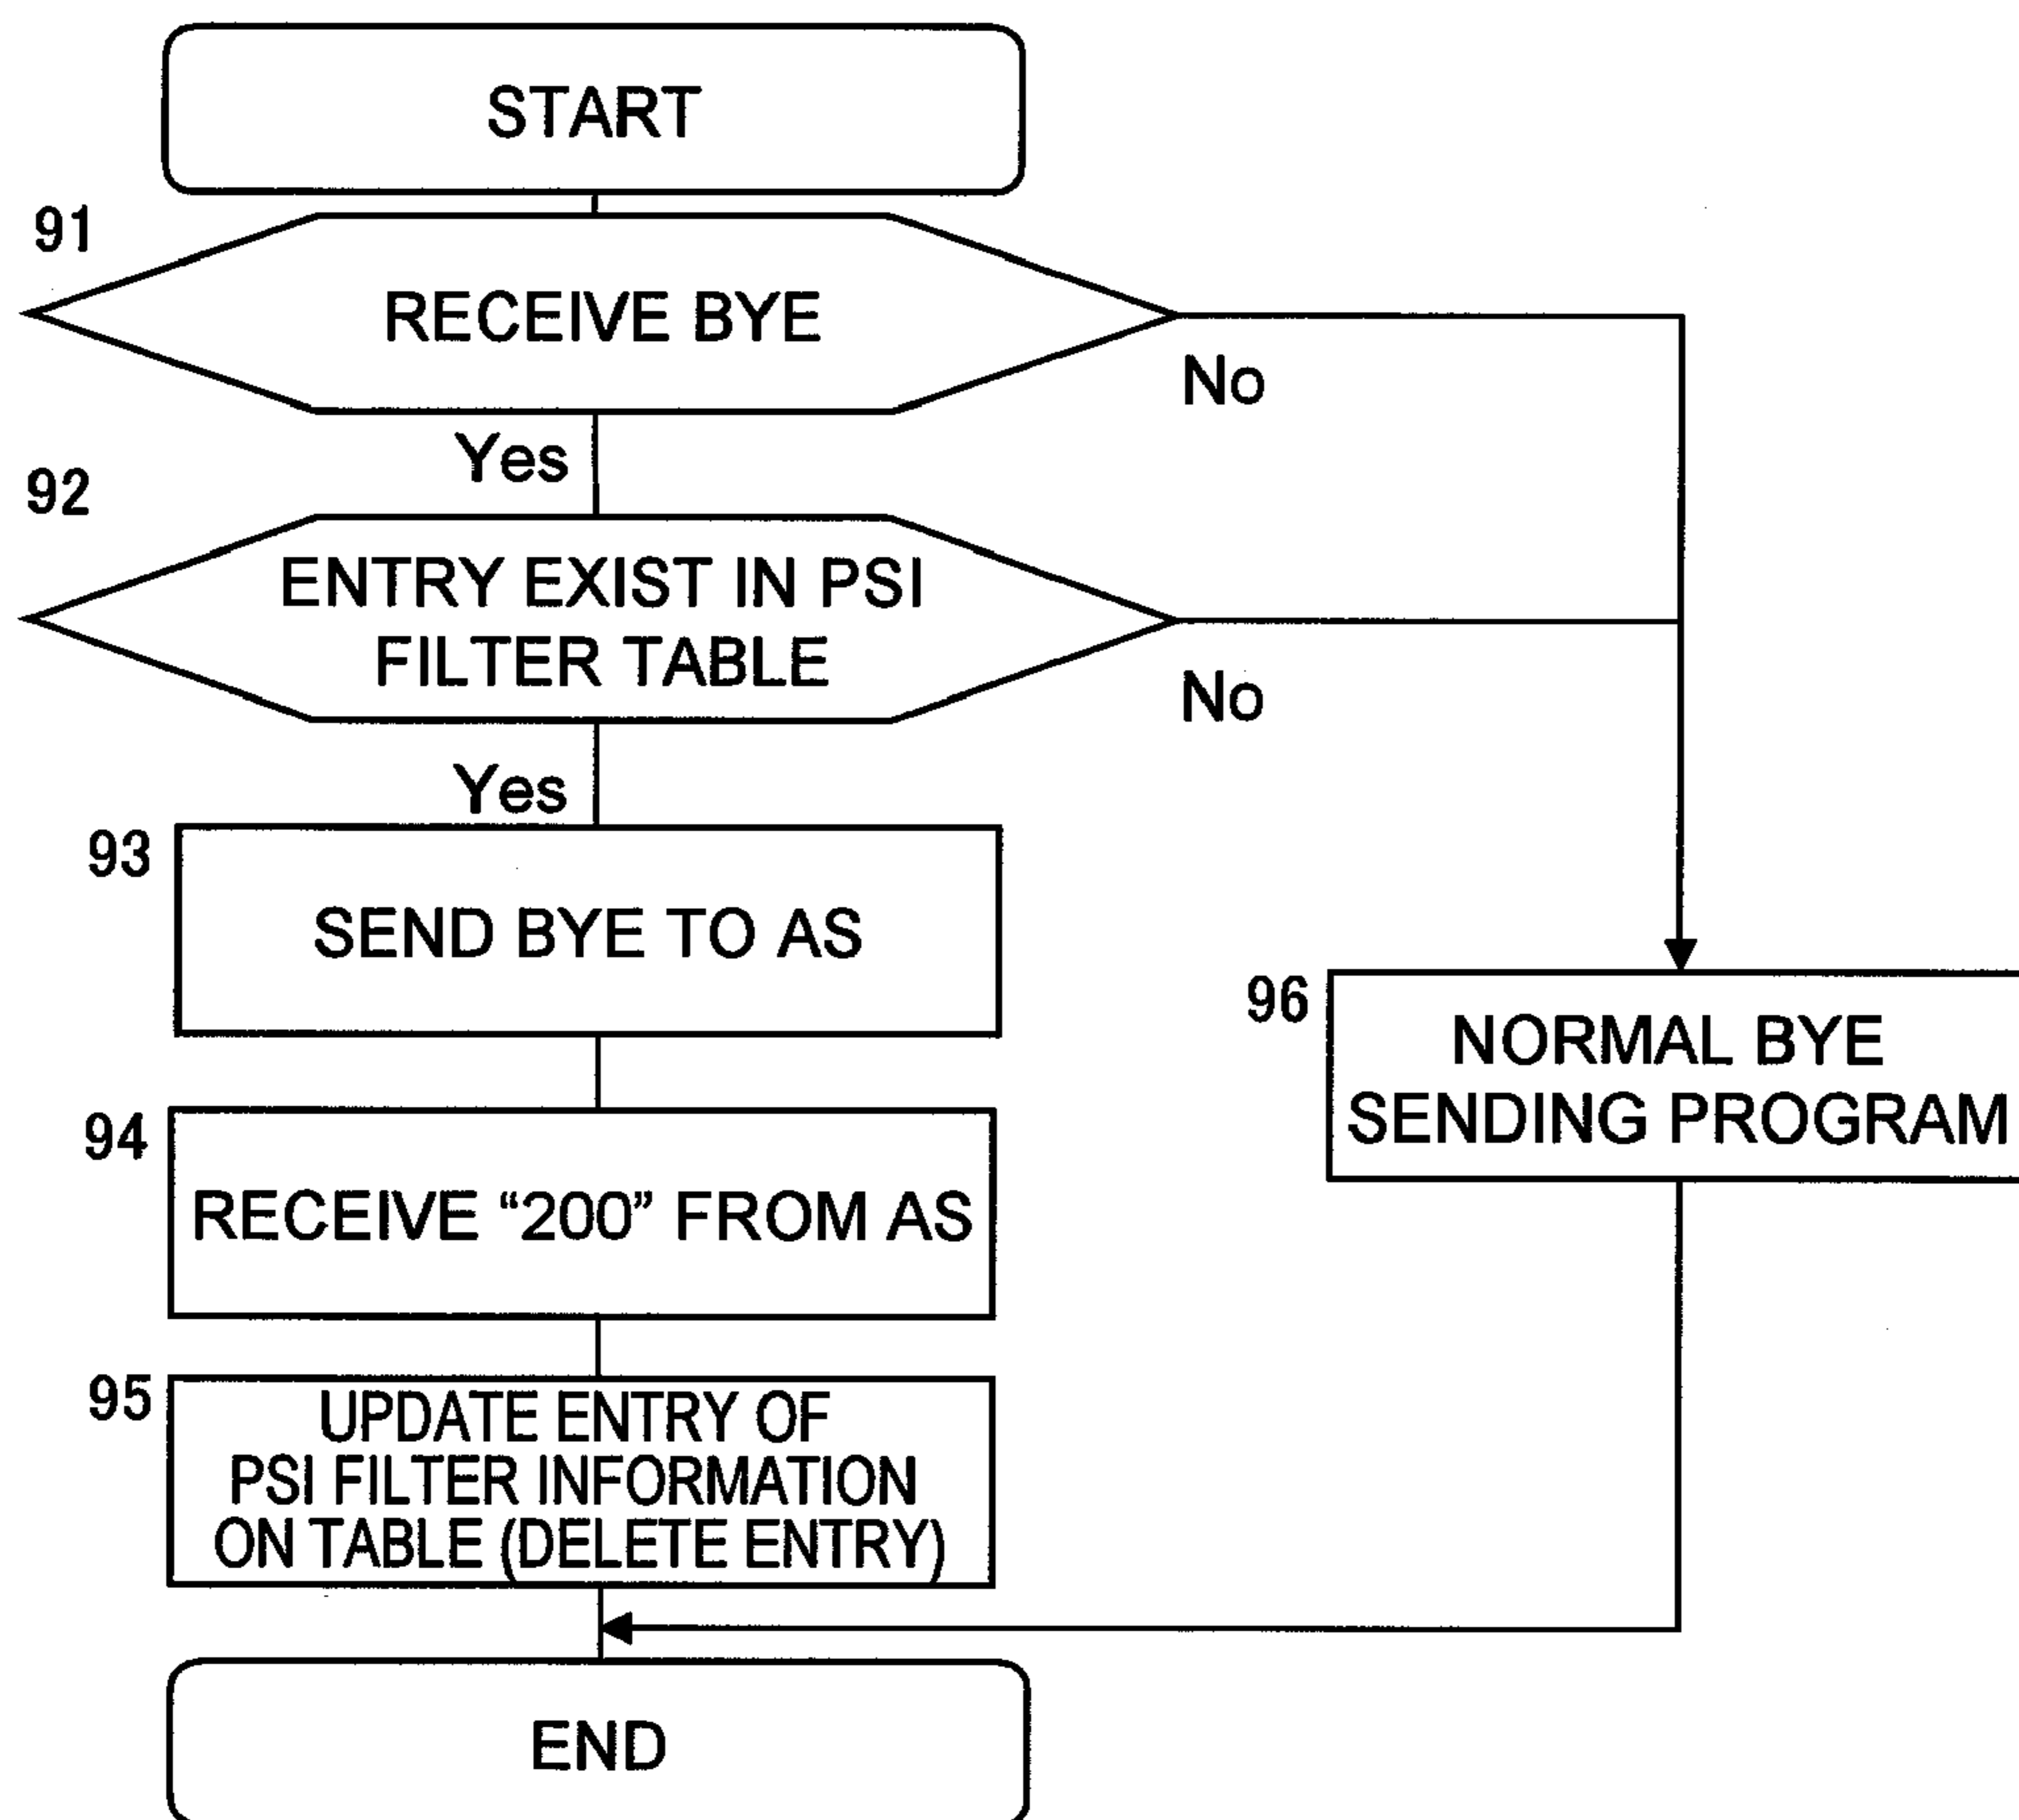 START
91
RECEIVE BYE
No
Yes
92
ENTRY EXIST IN PSI
FILTER TABLE
No
Yes
93
SEND BYE TO AS
94
RECEIVE “200” FROM AS
95
UPDATE ENTRY OF
PSI FILTER INFORMATION
ON TABLE (DELETE ENTRY)
96
NORMAL BYE
SENDING PROGRAM
END